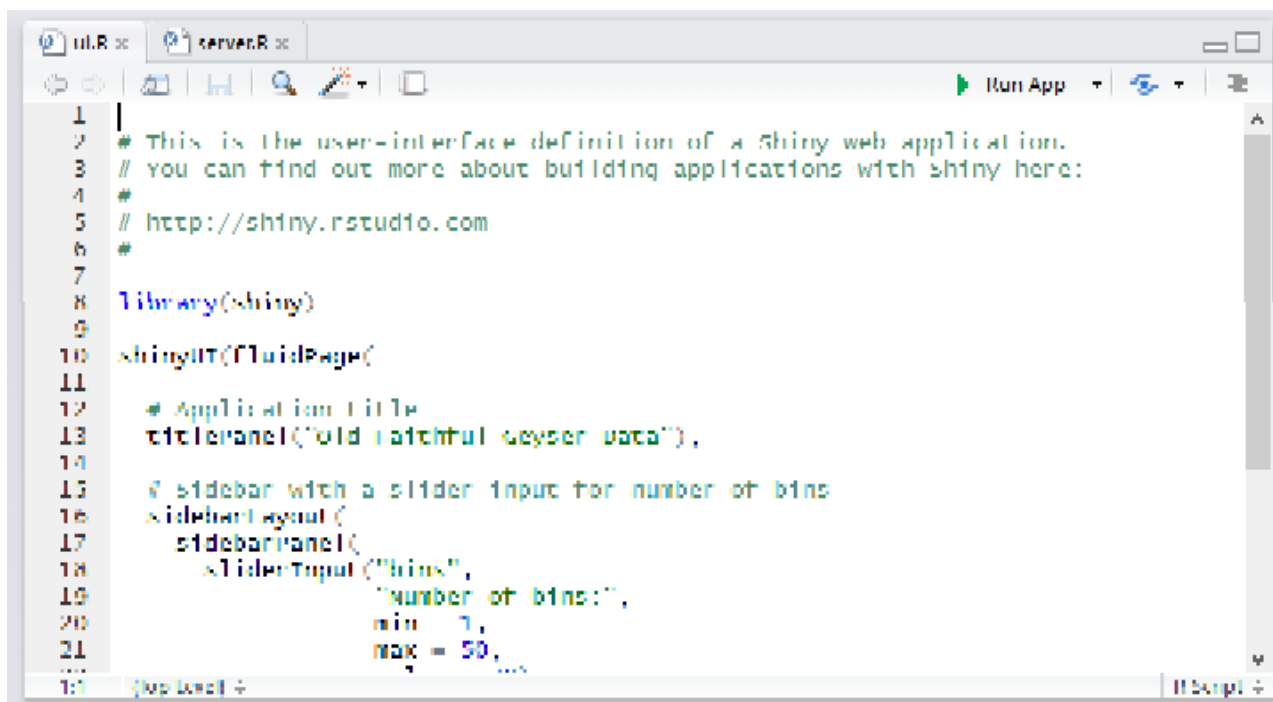 ui.R × server.R ×
Run App
1
2 # This is the user-interface definition of a Shiny web application.
3 # You can find out more about building applications with Shiny here:
4 #
5 # http://shiny.rstudio.com
6 #
7
8 library(shiny)
9
10 shinyUI(fluidPage(
11
12 # Application title
13 titlePanel("Old Faithful Geyser Data"),
14
15 # Sidebar with a slider input for number of bins
16 sidebarLayout(
17 sidebarPanel(
18 sliderInput("bins",
19 "Number of bins:",
20 min = 1,
21 max = 50,
1:1 (Top Level) R Script